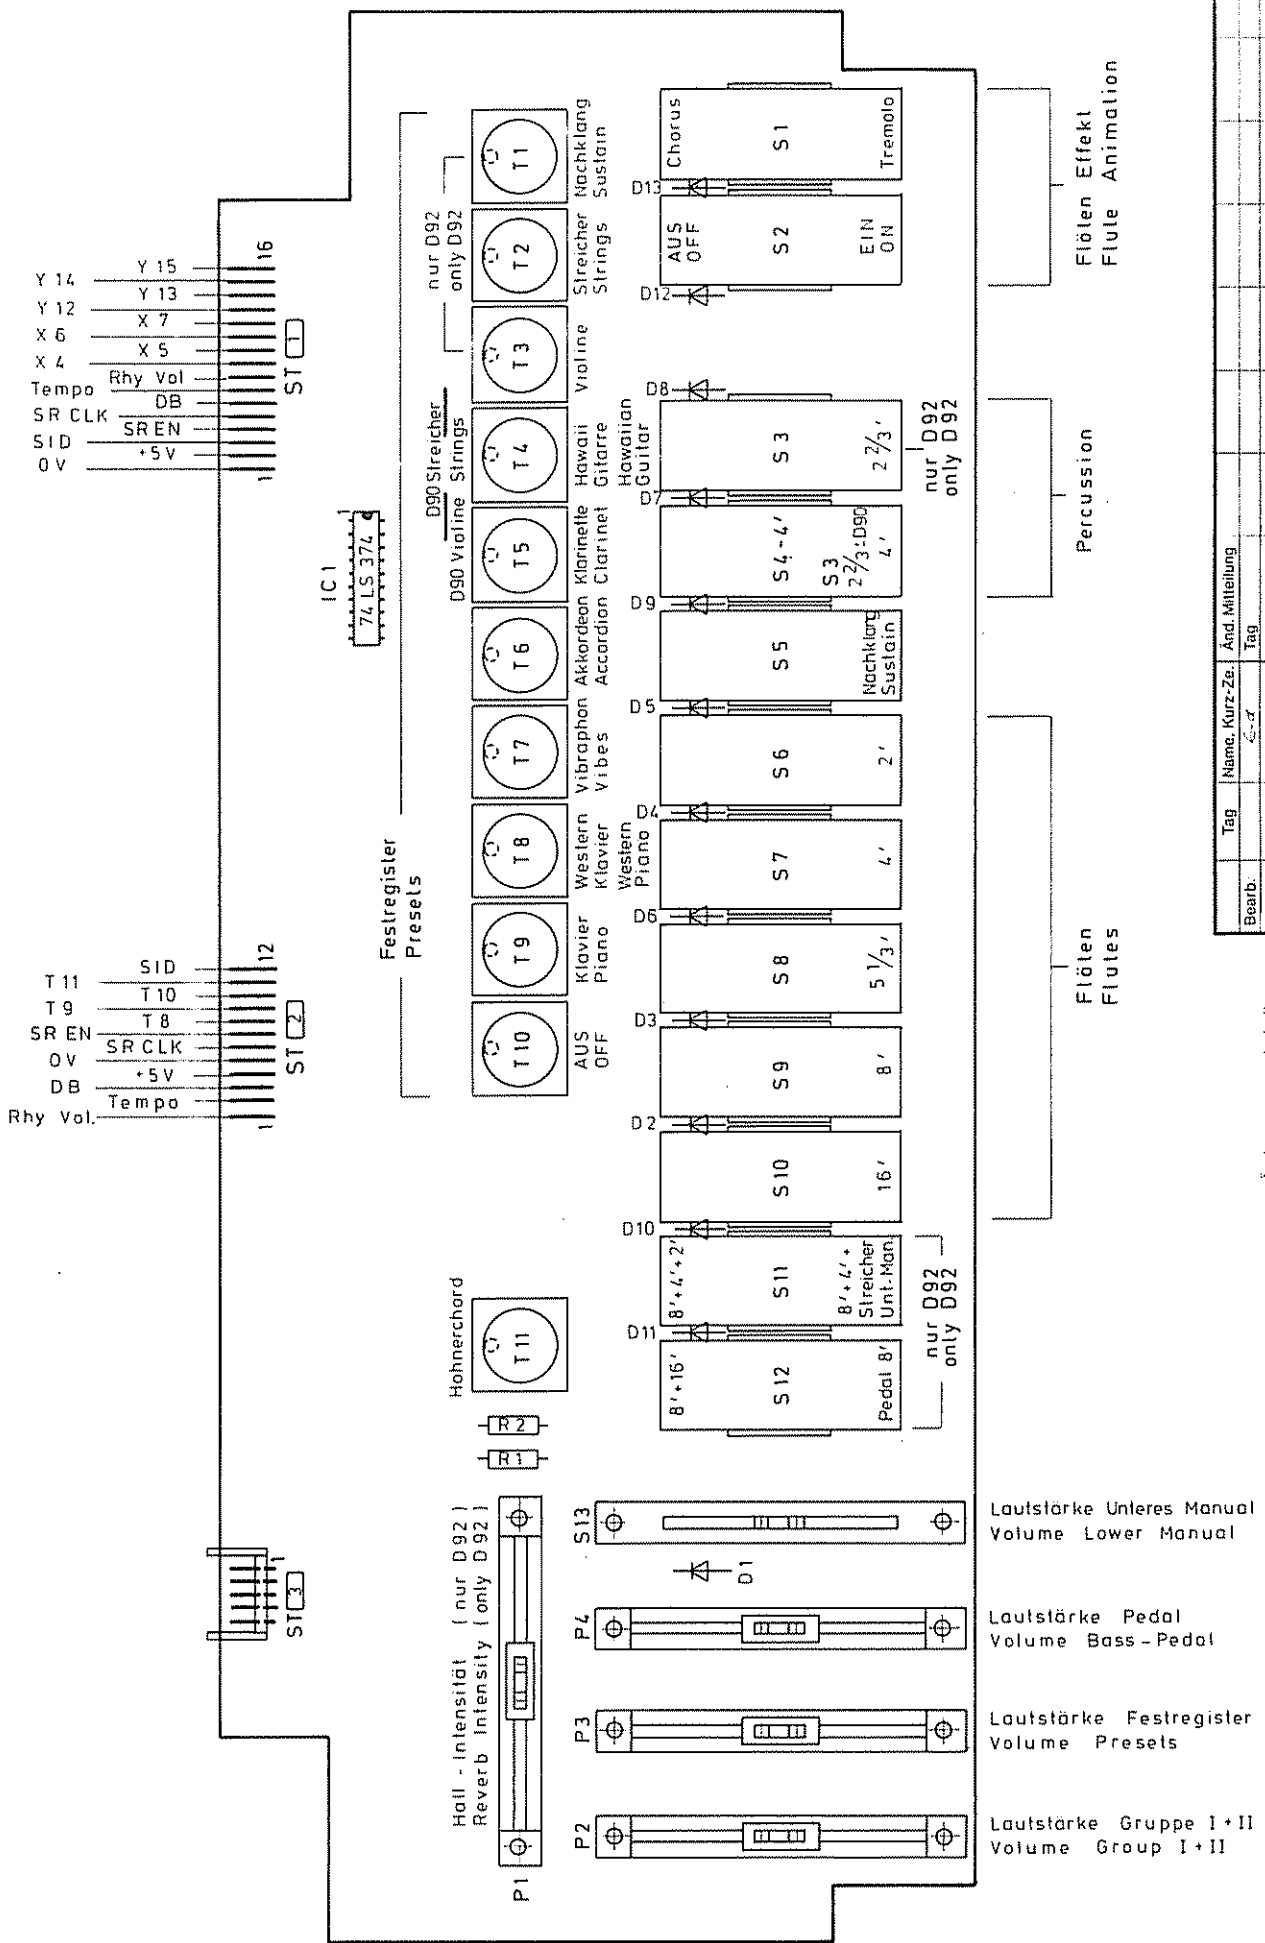 Y 15
Y 14
Y 13
Y 12
X 7
X 6
X 5
X 4
Rhy Vol
Tempo
DB
SR CLK
SR EN
SID
+5V
0V
16
1
ST 1
SID
T 11
T 10
T 9
T 8
SR EN
SR CLK
0V
+5V
DB
Tempo
Rhy Vol.
12
1
ST 2
1
ST 3
IC 1
74 LS 374
1
Festregister
Presets
nur D92
only D92
D90 Streicher
D90 Violine Strings
T1
Nachklang
Sustain
T2
Streicher
Strings
T3
Violine
T4
Hawaii
Gitarre
Hawaiian
Guitar
T5
Klarinette
Clarinet
T6
Akkordeon
Accordion
T7
Vibraphon
Vibes
T8
Western
Klavier
Western
Piano
T9
Klavier
Piano
T10
AUS
OFF
Hohnerchord
T11
R2
R1
Chorus
S1
Tremolo
D13
AUS
OFF
S2
EIN
ON
D12
Flöten Effekt
Flute Animation
D8
S3
2 2/3'
nur D92
only D92
D7
S4-4'
S3
2 2/3'-D90
4'
D9
Percussion
S5
Nachklang
Sustain
D5
S6
2'
D4
S7
4'
D6
S8
5 1/3'
D3
S9
8'
D2
S10
16'
D10
Flöten
Flutes
8'+4'+2'
S11
8'+4'+
Streicher
Unt-Man.
D11
8'+16'
S12
Pedal 8'
nur D92
only D92
Hall - Intensität (nur D92)
Reverb Intensity (only D92)
P1
S13
Lautstärke Unteres Manual
Volume Lower Manual
D1
P4
Lautstärke Pedal
Volume Bass-Pedal
P3
Lautstärke Festregister
Volume Presets
P2
Lautstärke Gruppe I + II
Volume Group I + II
Tag
Name, Kurz-Ze.
Änd. Mitteilung
Bearb.
Tag